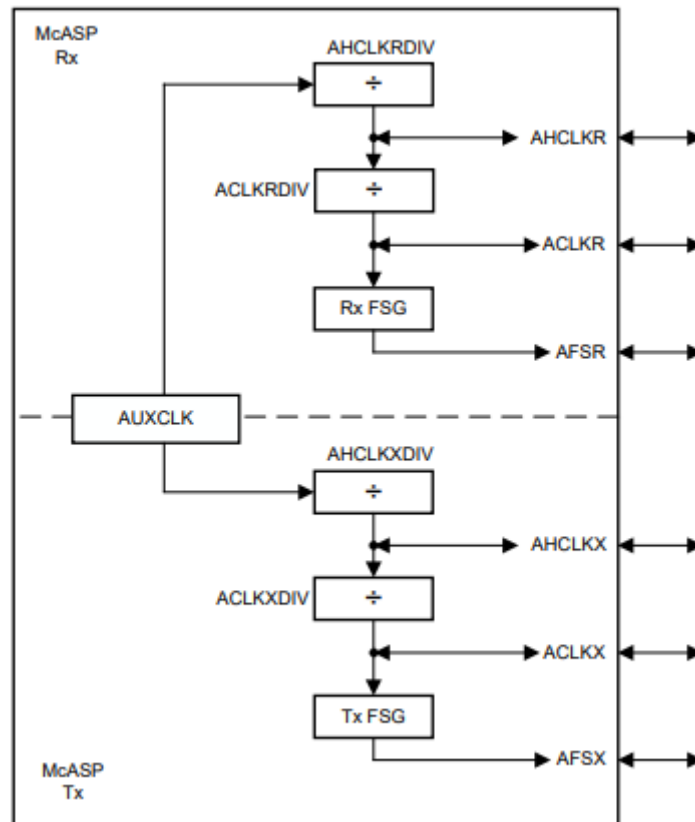 McASP
Rx
AHCLKRDIV
÷
AHCLKR
ACLKRDIV
÷
ACLKR
Rx FSG
AFSR
AUXCLK
AHCLKXDIV
÷
AHCLKX
ACLKXDIV
÷
ACLKX
Tx FSG
AFSX
McASP
Tx